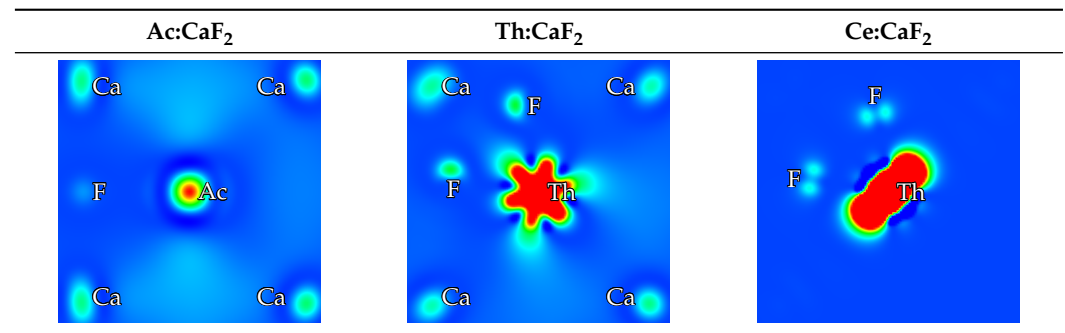 Ac:CaF₂ Th:CaF₂ Ce:CaF₂
Ca Ca Ca Ca F
F
F Ac F Th F Th
Ca Ca Ca Ca